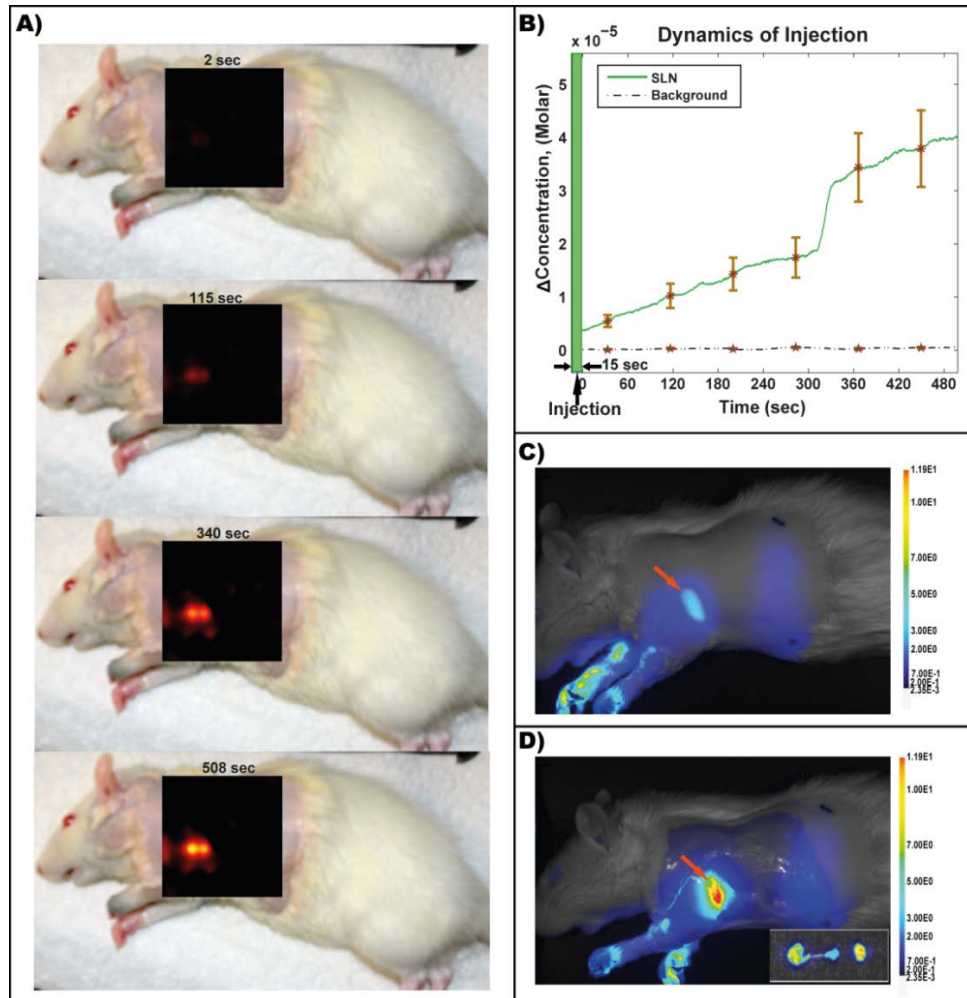 A)
2 sec
115 sec
340 sec
508 sec
B)
x 10⁻⁵
Dynamics of Injection
SLN
Background
ΔConcentration, (Molar)
5
4
3
2
1
0
15 sec
0 60 120 180 240 300 360 420 480
Injection
Time (sec)
C)
1.19E1
1.00E1
7.00E0
5.00E0
3.00E0
2.00E0
7.00E-1
2.00E-1
2.35E-3
D)
1.19E1
1.00E1
7.00E0
5.00E0
3.00E0
2.00E0
7.00E-1
2.00E-1
2.35E-3